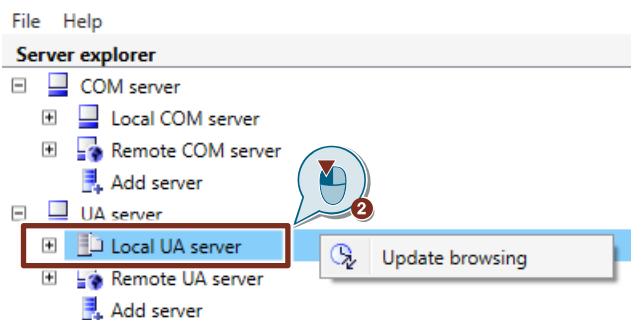 File Help
Server explorer
COM server
Local COM server
Remote COM server
Add server
2
UA server
Local UA server
Update browsing
Remote UA server
Add server